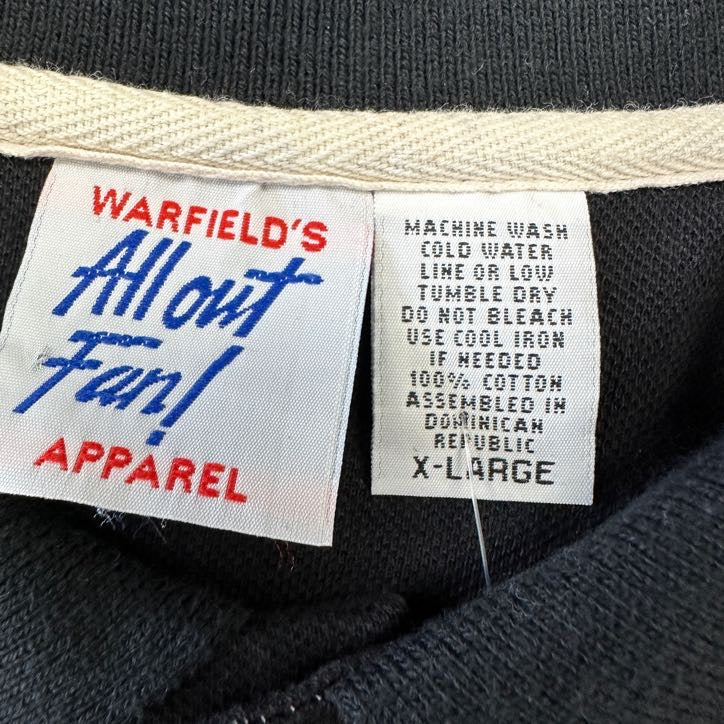 WARFIELD'S
All out
Fan!
APPAREL
MACHINE WASH
COLD WATER
LINE OR LOW
TUMBLE DRY
DO NOT BLEACH
USE COOL IRON
IF NEEDED
100% COTTON
ASSEMBLED IN
DOMINICAN
REPUBLIC
X-LARGE